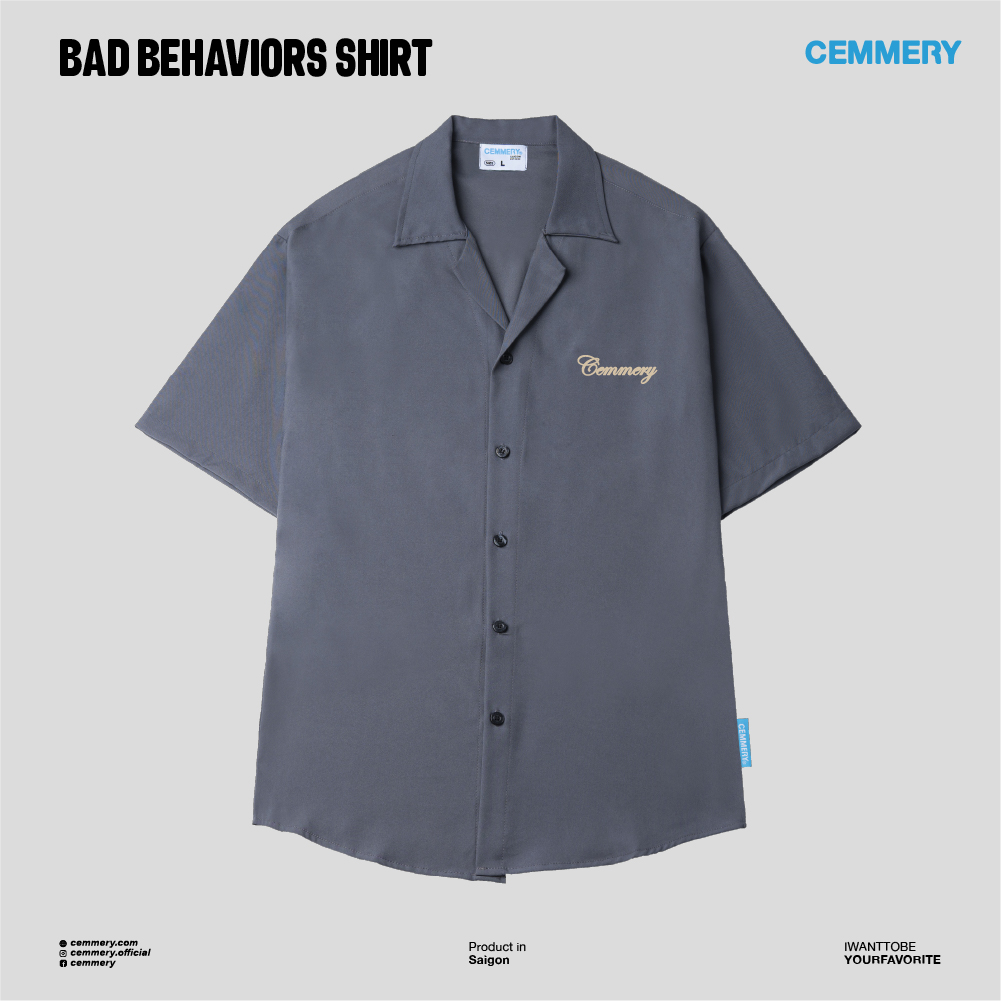 BAD BEHAVIORS SHIRT
CEMMERY
CEMMERY
L
Cemmery
CEMMERY
cemmery.com
cemmery.official
cemmery
Product in
Saigon
IWANTTOBE
YOURFAVORITE